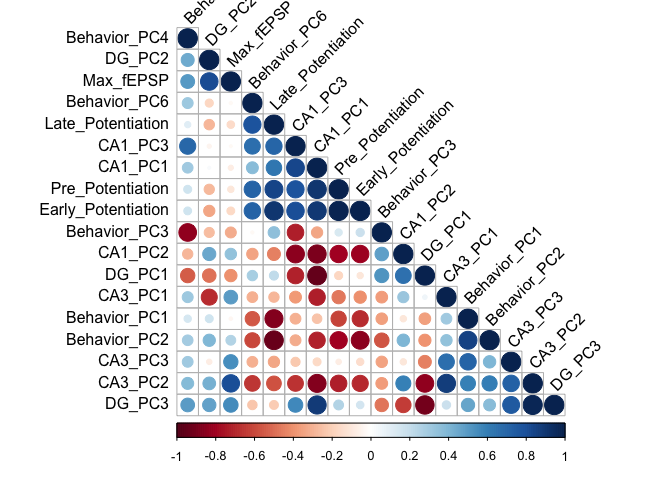 Behavior_PC4
DG_PC2
Max_fEPSP
Behavior_PC6
Late_Potentiation
CA1_PC3
CA1_PC1
Pre_Potentiation
Early_Potentiation
Behavior_PC3
CA1_PC2
DG_PC1
CA3_PC1
Behavior_PC1
Behavior_PC2
CA3_PC3
CA3_PC2
DG_PC3
DG_PC2
Max_fEPSP
Behavior_PC6
Late_Potentiation
CA1_PC3
CA1_PC1
Pre_Potentiation
Early_Potentiation
Behavior_PC3
CA1_PC2
DG_PC1
CA3_PC1
Behavior_PC1
Behavior_PC2
CA3_PC3
CA3_PC2
DG_PC3
-1 -0.8 -0.6 -0.4 -0.2 0 0.2 0.4 0.6 0.8 1